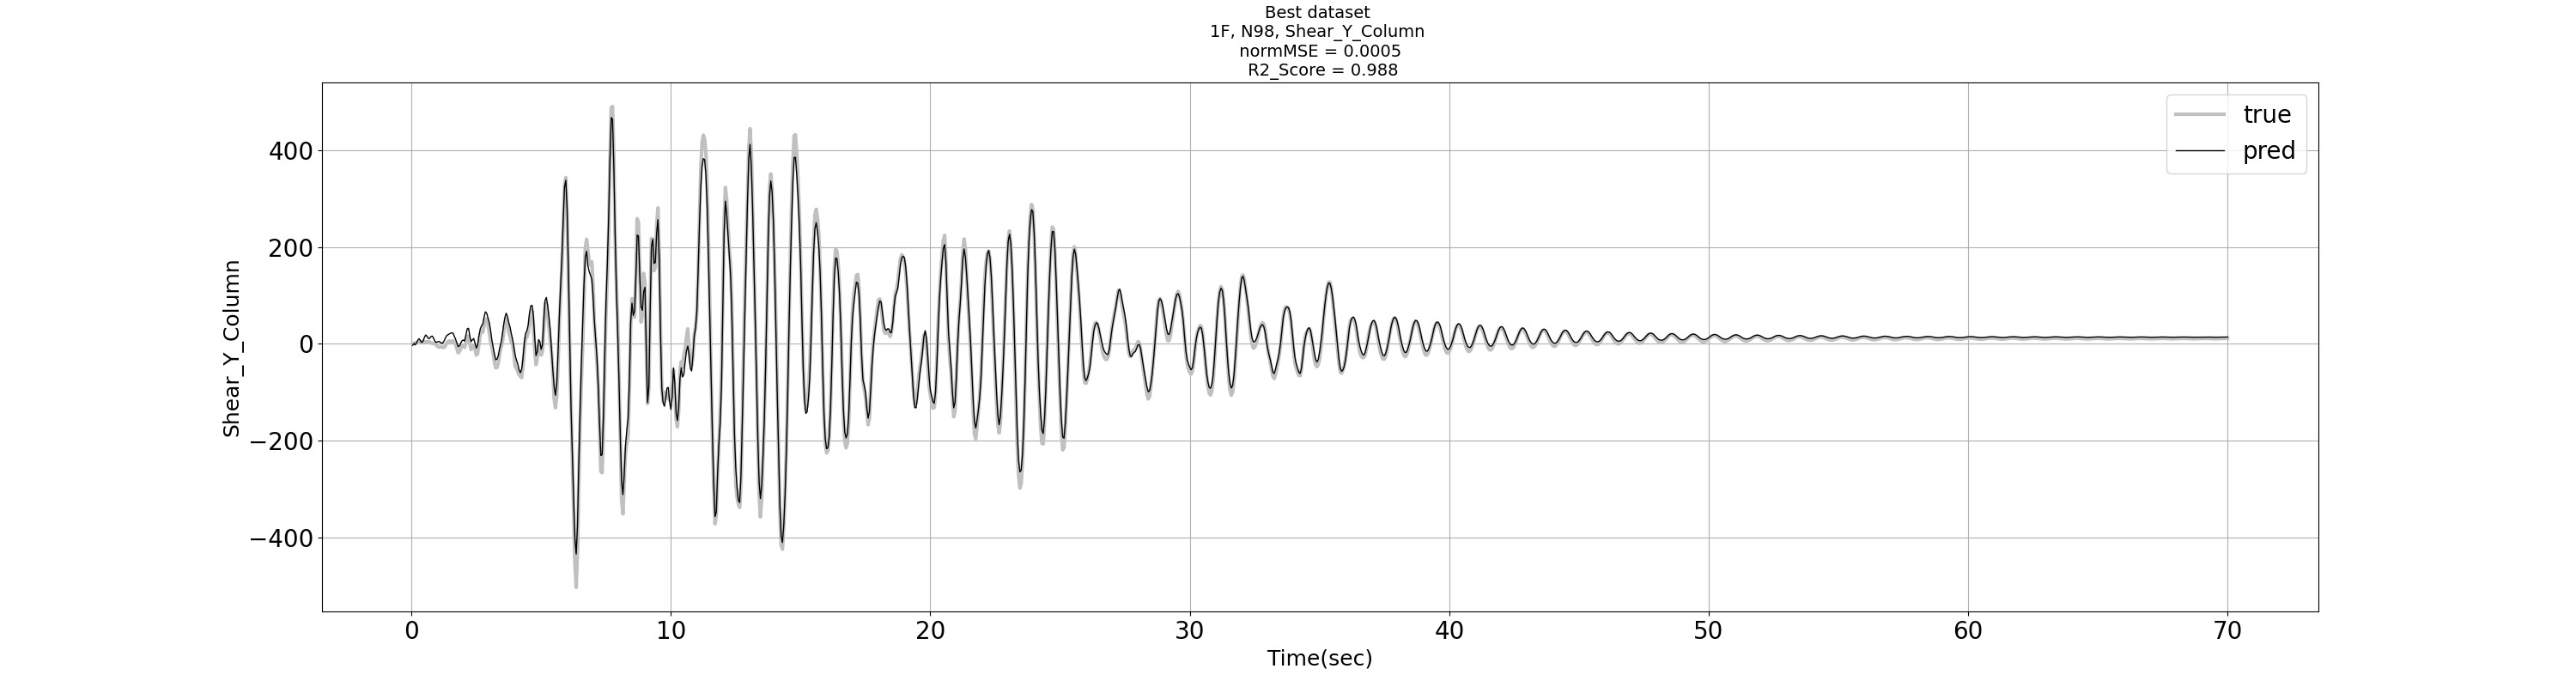 Best dataset
1F, N98, Shear_Y_Column
normMSE = 0.0005
R2_Score = 0.988
true
pred
Shear_Y_Column
400
200
0
−200
−400
0 10 20 30 40 50 60 70
Time(sec)